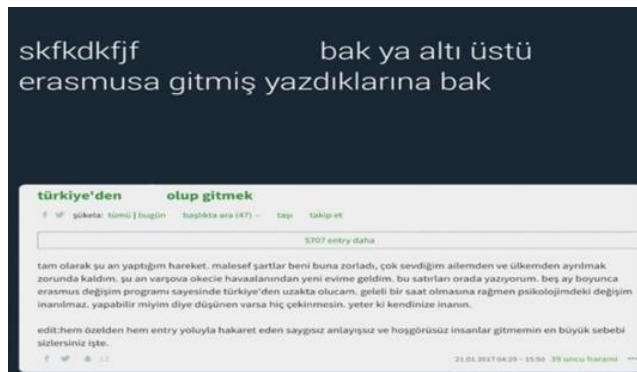 skfkdkfjf bak ya altı üstü
erasmusa gitmiş yazdıklarına bak
türkiye'den olup gitmek
şükela: tümü | bugün başlıkta ara (47) taşı takip et
5707 entry daha
tam olarak şu an yaptığım hareket. malesef şartlar beni buna zorladı, çok sevdiğim ailemden ve ülkemden ayrılmak
zorunda kaldım. şu an varşova okecie havaalanından yeni evime geldim. bu satırları orada yazıyorum. beş ay boyunca
erasmus değişim programı sayesinde türkiye'den uzakta olucam. geleli bir saat olmasına rağmen psikolojimdeki değişim
inanılmaz. yapabilir miyim diye düşünen varsa hiç çekinmesin. yeter ki kendinize inanın.
edit:hem özelden hem entry yoluyla hakaret eden saygısız anlayışsız ve hoşgörüsüz insanlar gitmemin en büyük sebebi
sizlersiniz işte.
21.01.2017 04:29 ~ 15:50 39 uncu harami